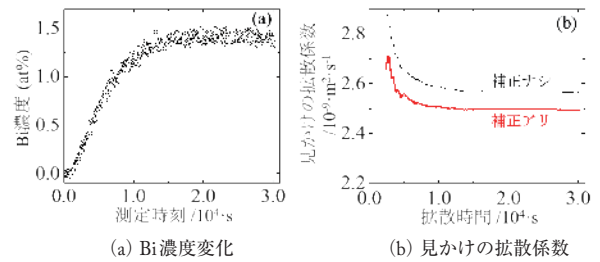 (a)
Bi濃度 (at%)
1.5
1.0
0.5
0.0
0.0 1.0 2.0 3.0
測定時刻 /10⁴·s
(a) Bi濃度変化
(b)
見かけの拡散係数
/10⁻⁹·m²·s⁻¹
2.8
2.6
2.5
2.2
補正ナシ
補正アリ
0.0 1.0 2.0 3.0
拡散時間 /10⁴·s
(b) 見かけの拡散係数